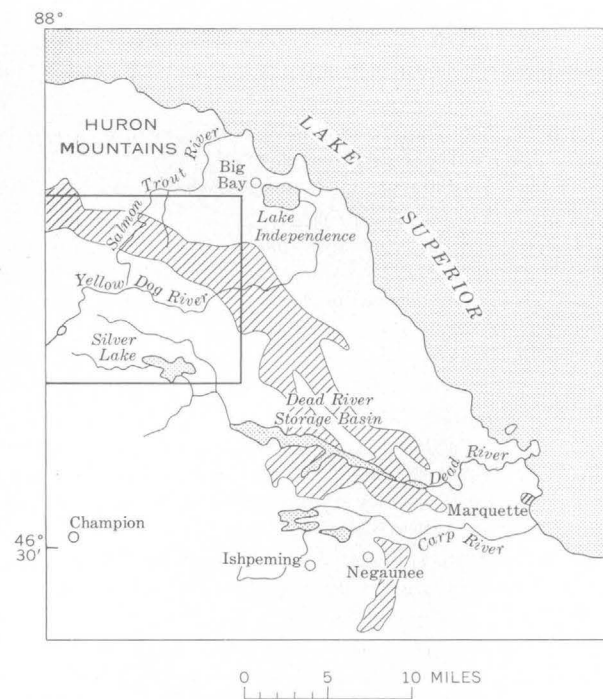 88°
HURON
MOUNTAINS
LAKE
SUPERIOR
Salmon Trout River
Big
Bay
Lake
Independence
Yellow Dog River
Silver
Lake
Dead River
Storage Basin
Dead River
Marquette
Carp River
Champion
46°
30′
Ishpeming
Negaunee
0 5 10 MILES